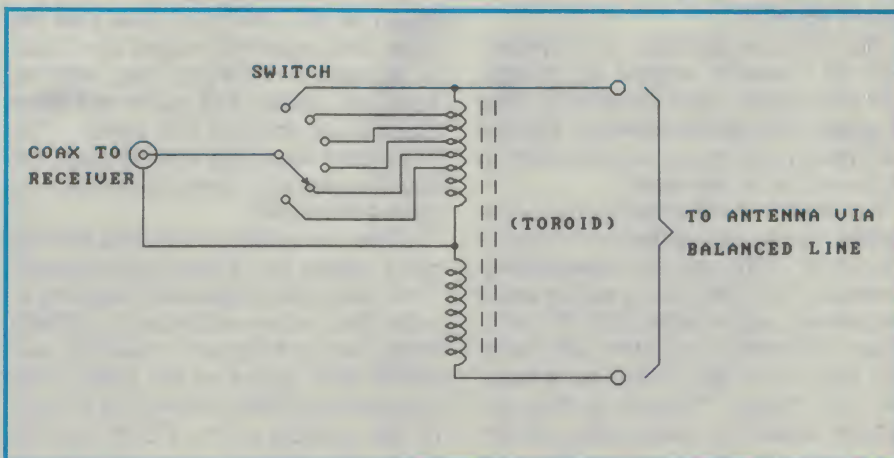 SWITCH
COAX TO
RECEIVER
(TOROID)
TO ANTENNA VIA
BALANCED LINE